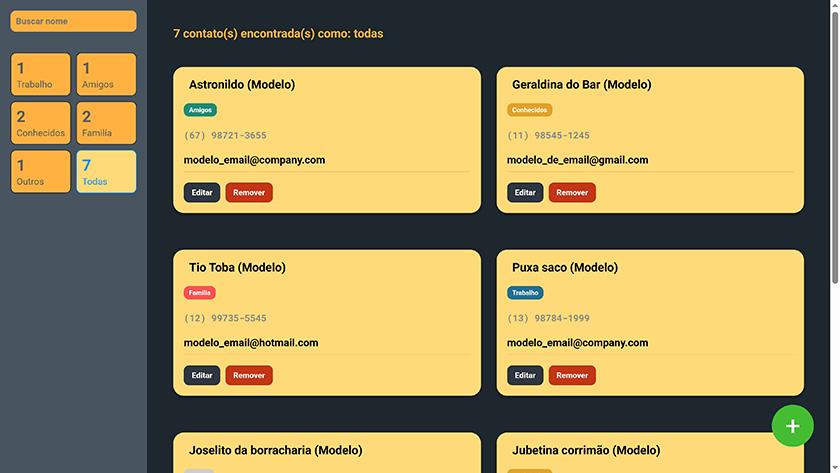 Buscar nome
1
Trabalho
1
Amigos
2
Conhecidos
2
Família
1
Outros
7
Todas
7 contato(s) encontrada(s) como: todas
Astronildo (Modelo)
Amigos
(67) 98721-3655
modelo_email@company.com
Editar Remover
Geraldina do Bar (Modelo)
Conhecidos
(11) 98545-1245
modelo_de_email@gmail.com
Editar Remover
Tio Toba (Modelo)
Família
(12) 99735-5545
modelo_email@hotmail.com
Editar Remover
Puxa saco (Modelo)
Trabalho
(13) 98784-1999
modelo_email@company.com
Editar Remover
+
Joselito da borracharia (Modelo)
Jubetina corrimão (Modelo)